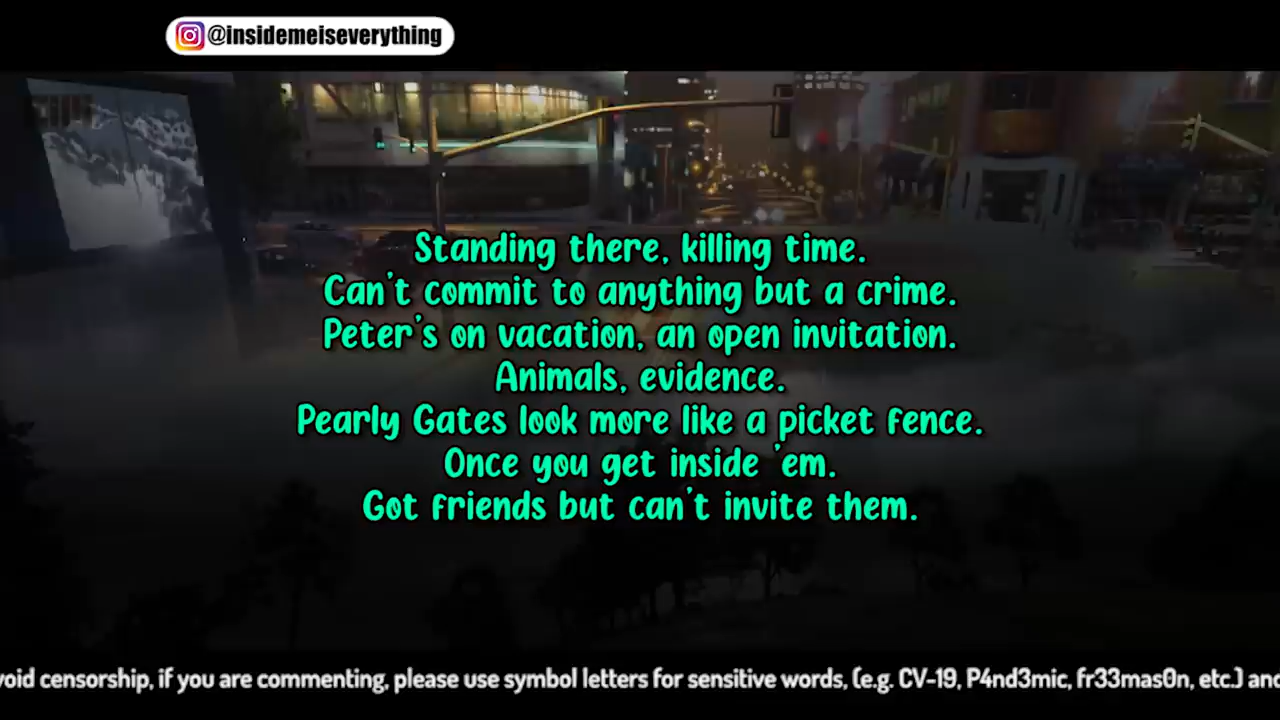 @insidemeiseverything
Standing there, killing time.
Can't commit to anything but a crime.
Peter's on vacation, an open invitation.
Animals, evidence.
Pearly Gates look more like a picket fence.
Once you get inside 'em.
Got friends but can't invite them.
void censorship, if you are commenting, please use symbol letters for sensitive words, (e.g. CV-19, P4nd3mic, fr33mas0n, etc.) and